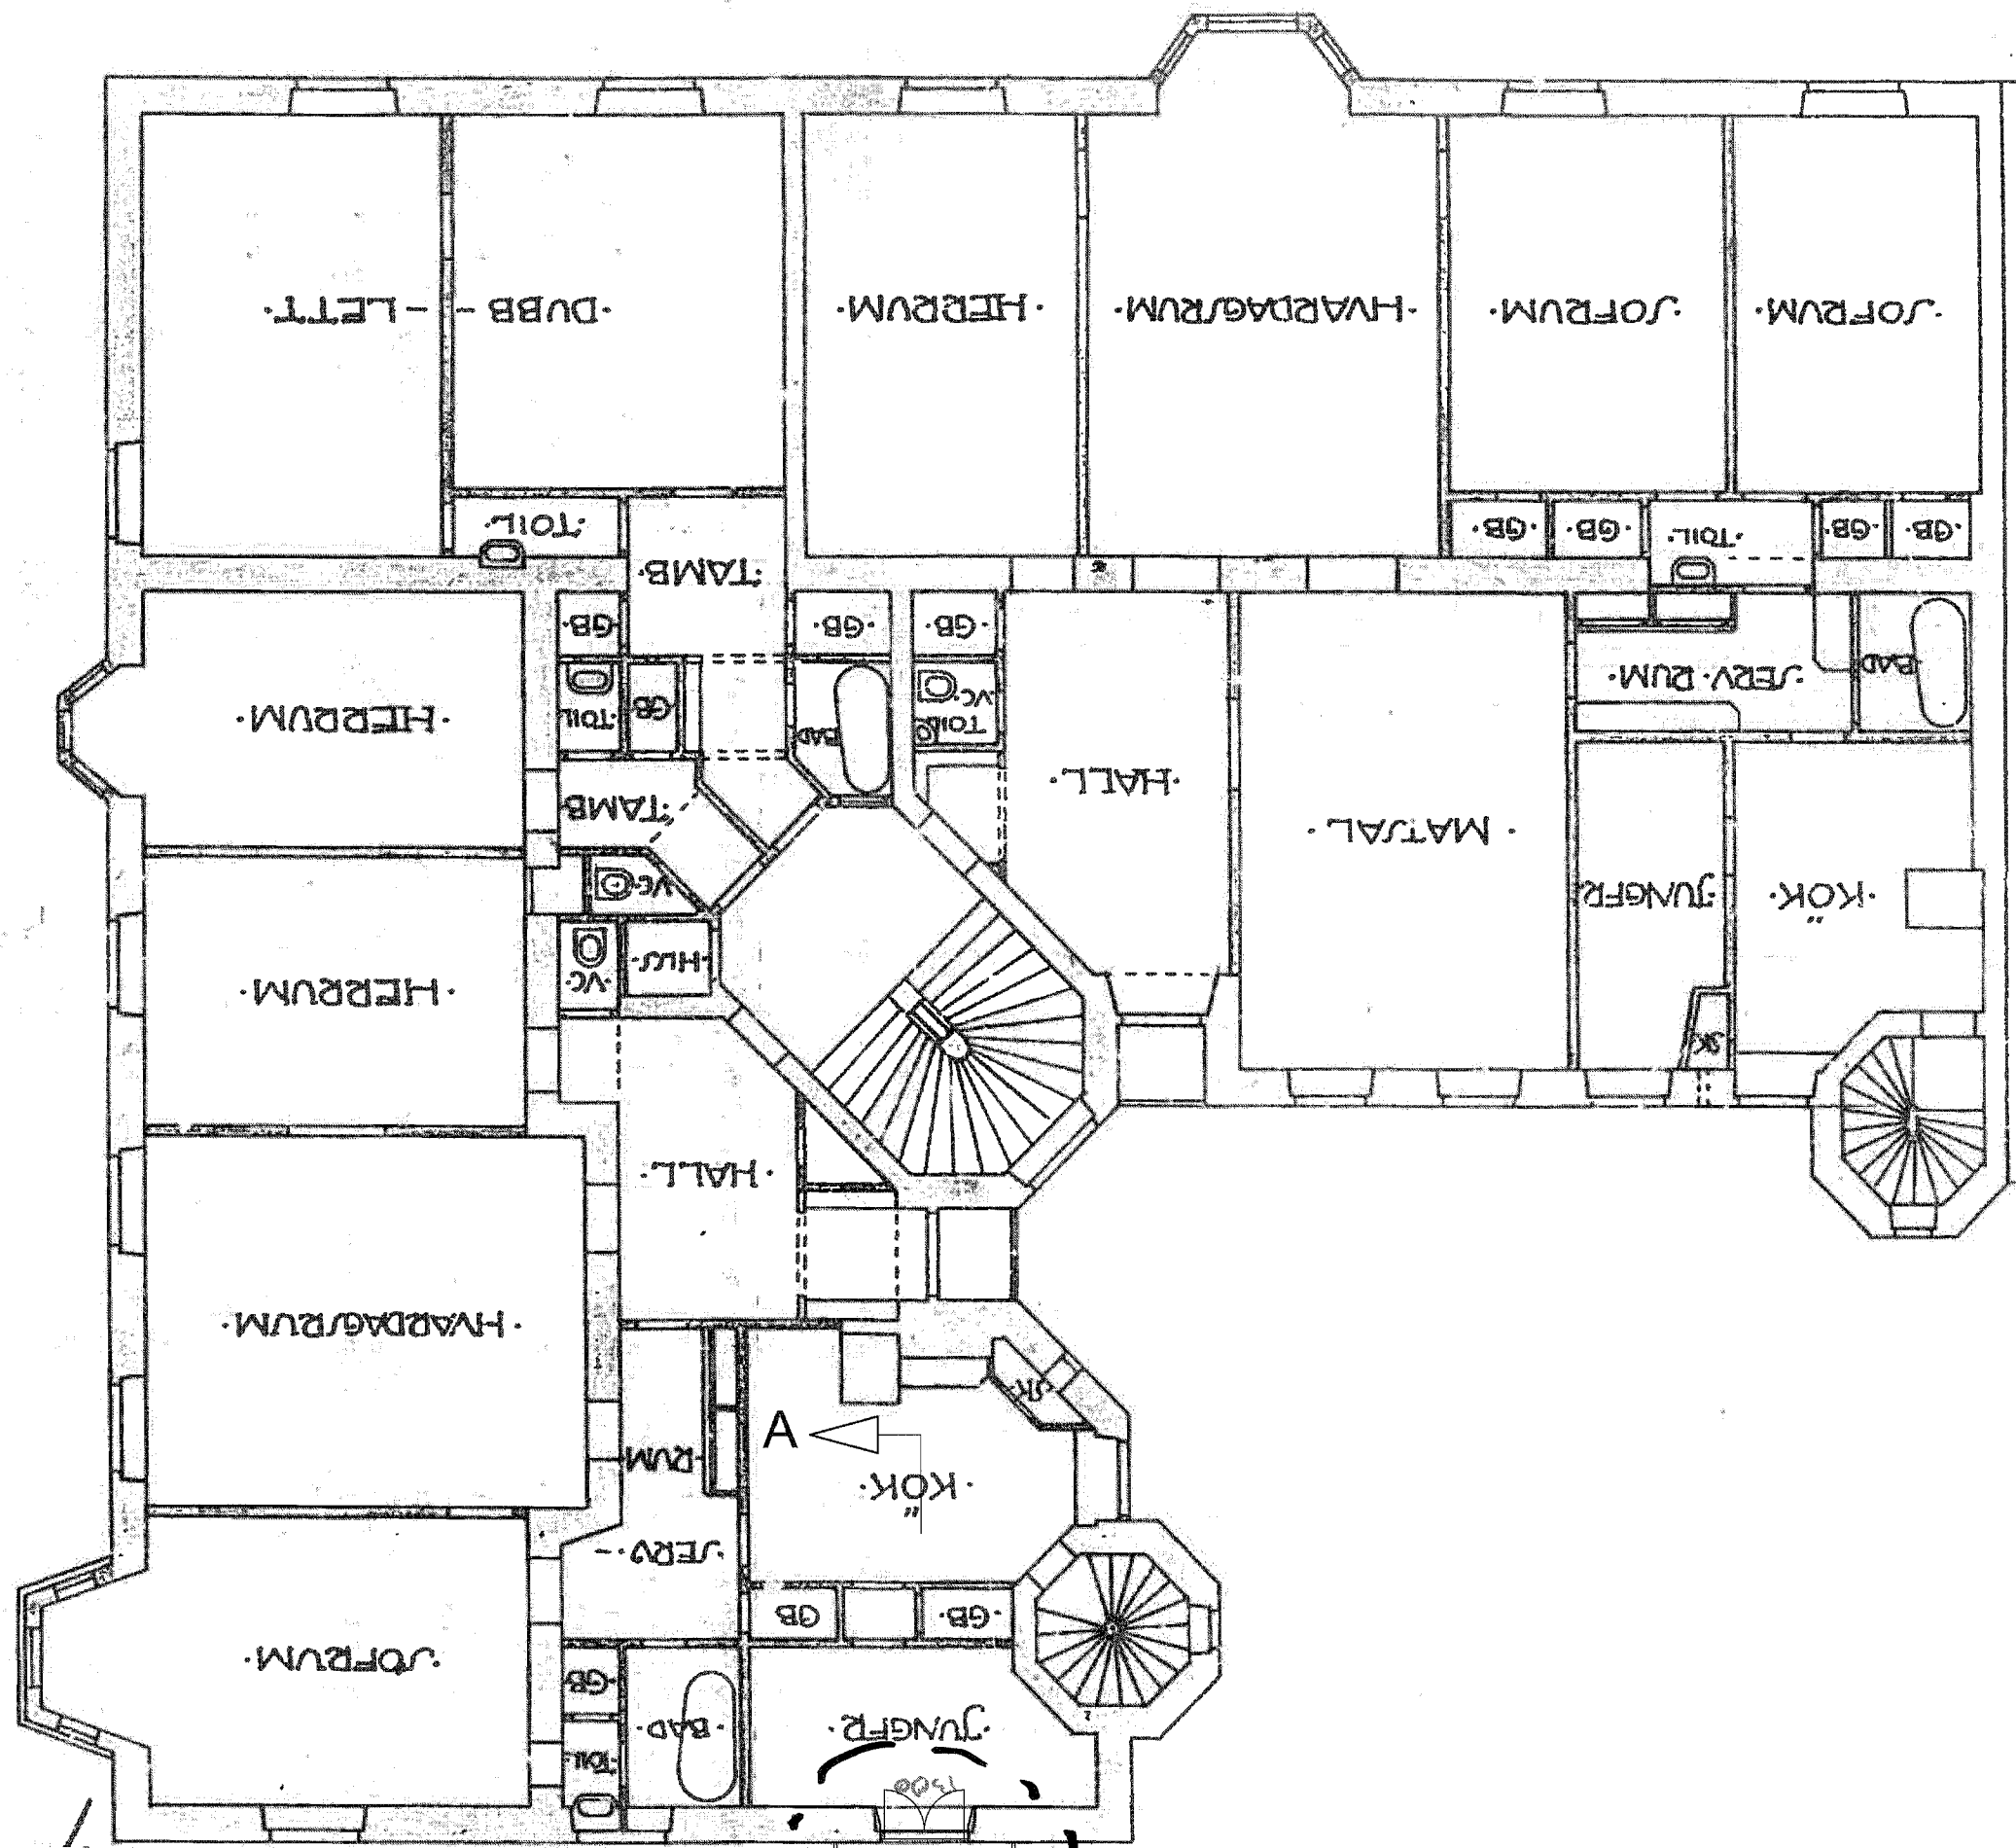 ·SOFRUM·
·SOFRUM·
·HVARDAGSRUM·
·HERRUM·
·DUBB–
–LETT·
·GB·
·GB·
·TOIL·
·GB·
·GB·
·TAMB·
·TOIL·
·BAD·
·SERV·RUM·
·GB·
·GB·
·GB·
·VC
TOIL·
·HALL·
·MATSAL·
·KÖK·
·JUNGFR·
SK
·BAD
·GB·
·TOIL·
·TAMB·
·HERRUM·
·VC·
·HISS·
·VC·
·HERRUM·
·HALL·
·HVARDAGSRUM·
SK
A
·KÖK·
·SERV–
RUM·
·GB·
GB
·SOFRUM·
·GB·
·TOIL·
·BAD·
·JUNGFR·
1300